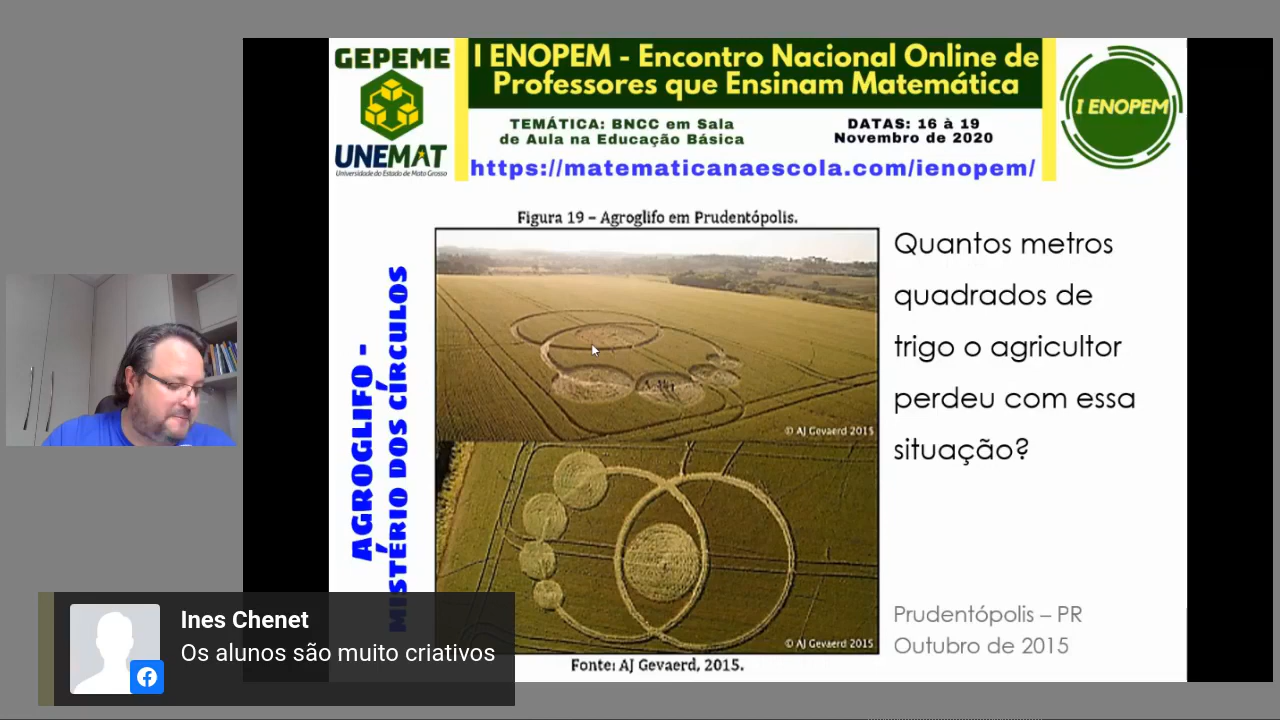 GEPEME
UNEMAT
Universidade do Estado de Mato Grosso
I ENOPEM - Encontro Nacional Online de
Professores que Ensinam Matemática
TEMÁTICA: BNCC em Sala
de Aula na Educação Básica
DATAS: 16 à 19
Novembro de 2020
https://matematicanaescola.com/ienopem/
I ENOPEM
AGROGLIFO -
MISTÉRIO DOS CÍRCULOS
Figura 19 – Agroglifo em Prudentópolis.
© AJ Gevaerd 2015
© AJ Gevaerd 2015
Fonte: AJ Gevaerd, 2015.
Quantos metros
quadrados de
trigo o agricultor
perdeu com essa
situação?
Prudentópolis – PR
Outubro de 2015
Ines Chenet
Os alunos são muito criativos